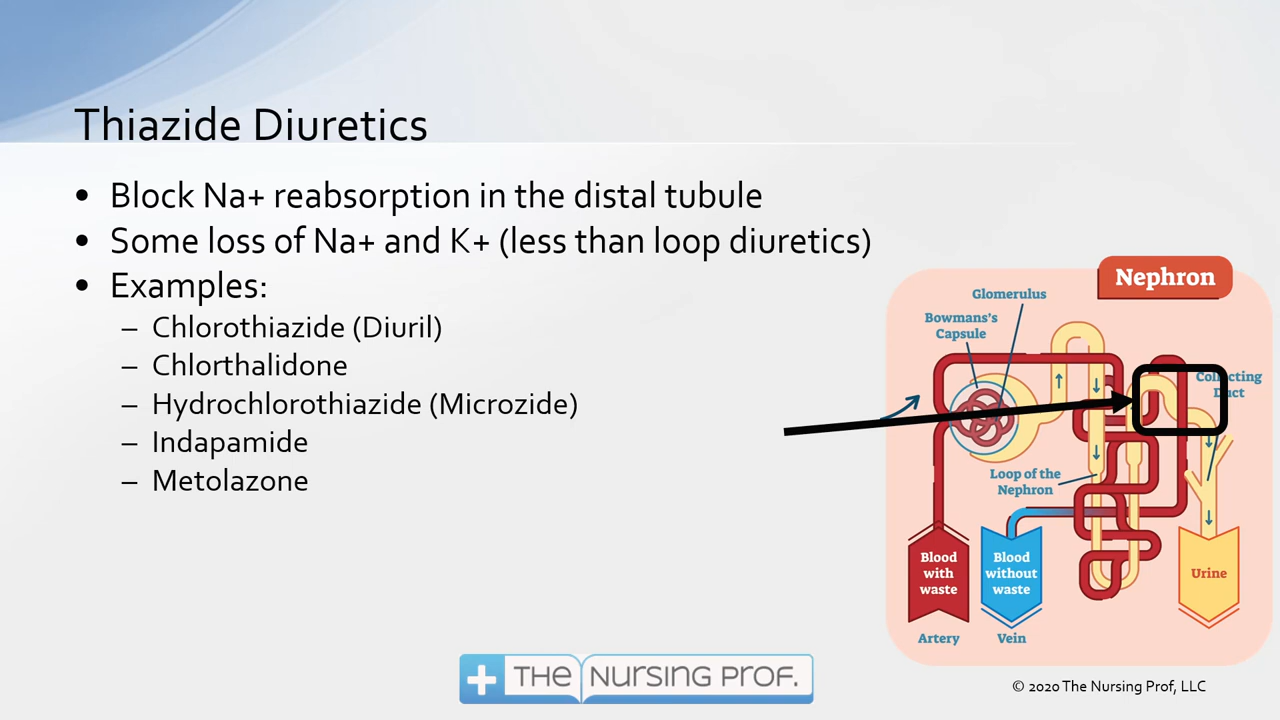 Thiazide Diuretics
• Block Na+ reabsorption in the distal tubule
• Some loss of Na+ and K+ (less than loop diuretics)
• Examples:
– Chlorothiazide (Diuril)
– Chlorthalidone
– Hydrochlorothiazide (Microzide)
– Indapamide
– Metolazone
Nephron
Glomerulus
Bowmans's
Capsule
Collecting
Duct
Loop of the
Nephron
Blood
with
waste
Blood
without
waste
Urine
Artery
Vein
THE NURSING PROF.
© 2020 The Nursing Prof, LLC